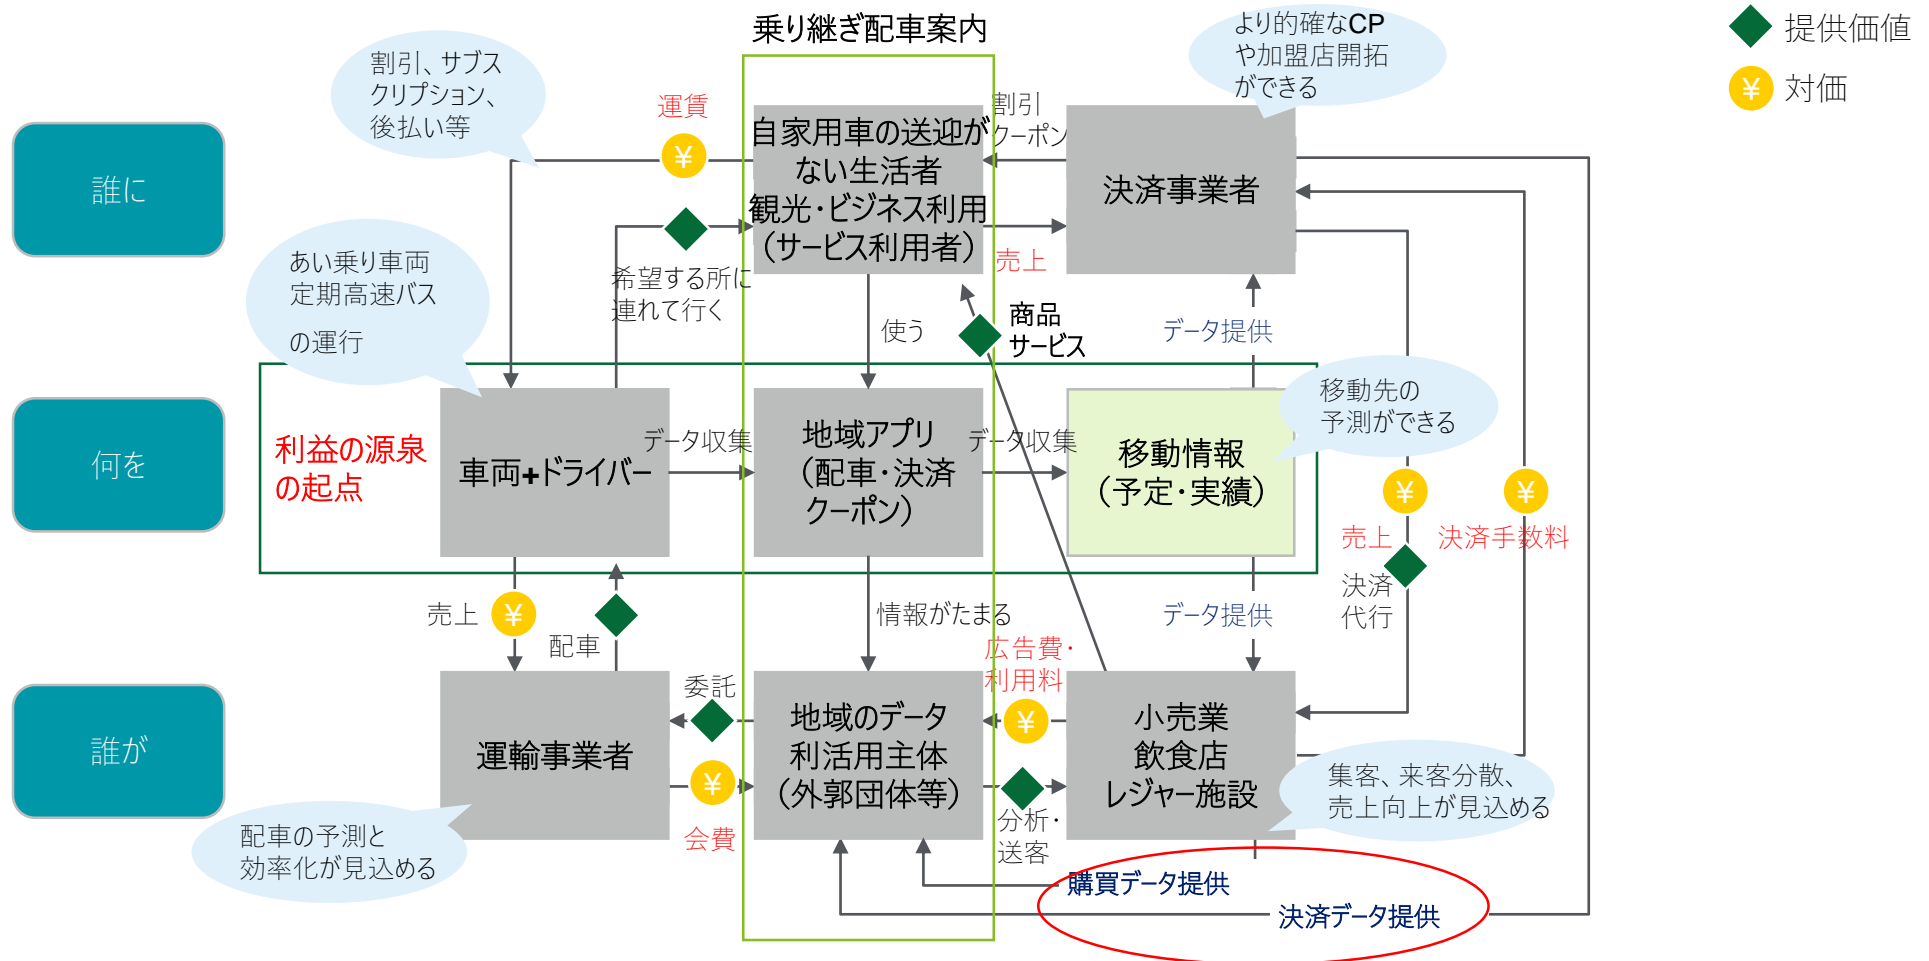 乗り継ぎ配車案内
提供価値
¥
対価
割引、サブス
クリプション、
後払い等
より的確なCP
や加盟店開拓
ができる
誰に
運賃
¥
自家用車の送迎が
ない生活者
観光・ビジネス利用
（サービス利用者）
割引
クーポン
決済事業者
売上
あい乗り車両
定期高速バス
の運行
希望する所に
連れて行く
使う
商品
サービス
データ提供
移動先の
予測ができる
何を
利益の源泉
の起点
車両+ドライバー
データ収集
地域アプリ
（配車・決済
クーポン）
データ収集
移動情報
（予定・実績）
¥
¥
売上
決済手数料
決済
代行
売上
¥
配車
情報がたまる
データ提供
広告費・
利用料
¥
誰が
運輸事業者
委託
¥
会費
地域のデータ
利活用主体
（外郭団体等）
分析・
送客
小売業
飲食店
レジャー施設
集客、来客分散、
売上向上が見込める
配車の予測と
効率化が見込める
購買データ提供
決済データ提供